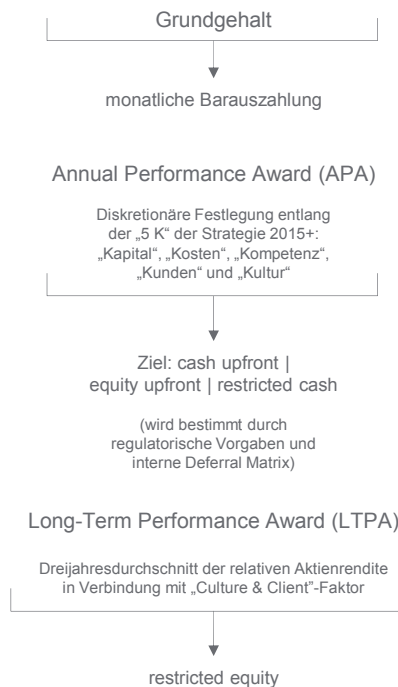 Grundgehalt
monatliche Barauszahlung
Annual Performance Award (APA)
Diskretionäre Festlegung entlang
der „5 K“ der Strategie 2015+:
„Kapital“, „Kosten“, „Kompetenz“,
„Kunden“ und „Kultur“
Ziel: cash upfront |
equity upfront | restricted cash
(wird bestimmt durch
regulatorische Vorgaben und
interne Deferral Matrix)
Long-Term Performance Award (LTPA)
Dreijahresdurchschnitt der relativen Aktienrendite
in Verbindung mit „Culture & Client”-Faktor
restricted equity